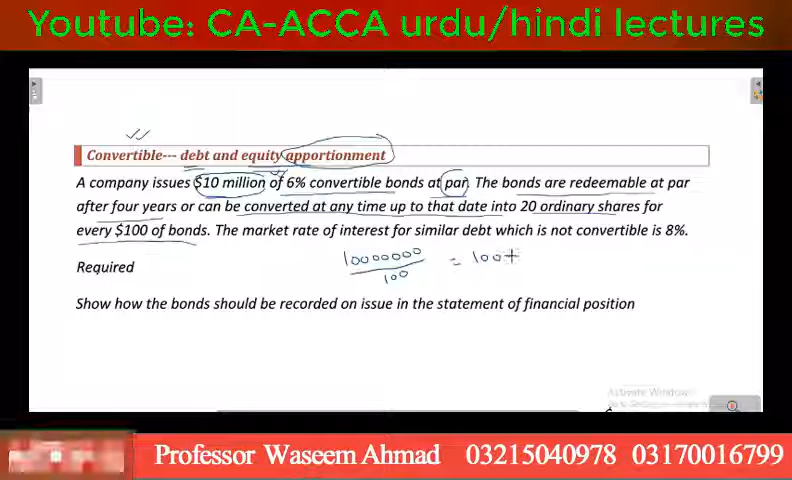 Youtube: CA-ACCA urdu/hindi lectures
Convertible--- debt and equity apportionment
A company issues $10 million of 6% convertible bonds at par. The bonds are redeemable at par
after four years or can be converted at any time up to that date into 20 ordinary shares for
every $100 of bonds. The market rate of interest for similar debt which is not convertible is 8%.
Required
10000000
= 100
100
Show how the bonds should be recorded on issue in the statement of financial position
Activate Windows
Professor Waseem Ahmad 03215040978 03170016799